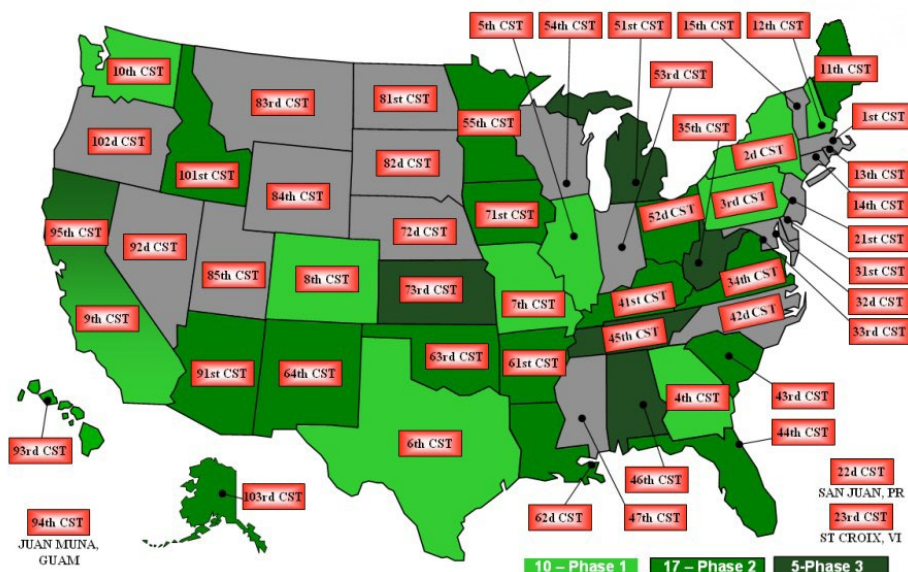 5th CST
54th CST
51st CST
15th CST
12th CST
10th CST
11th CST
83rd CST
81st CST
53rd CST
55th CST
35th CST
1st CST
102d CST
101st CST
82d CST
2d CST
84th CST
13th CST
3rd CST
14th CST
95th CST
71st CST
52d CST
92d CST
72d CST
21st CST
85th CST
8th CST
73rd CST
7th CST
34th CST
31st CST
41st CST
32d CST
9th CST
42d CST
45th CST
33rd CST
63rd CST
61st CST
91st CST
64th CST
4th CST
43rd CST
44th CST
93rd CST
6th CST
22d CST
SAN JUAN, PR
46th CST
103rd CST
62d CST
47th CST
23rd CST
ST CROIX, VI
94th CST
JUAN MUNA,
GUAM
10 – Phase 1
17 – Phase 2
5-Phase 3